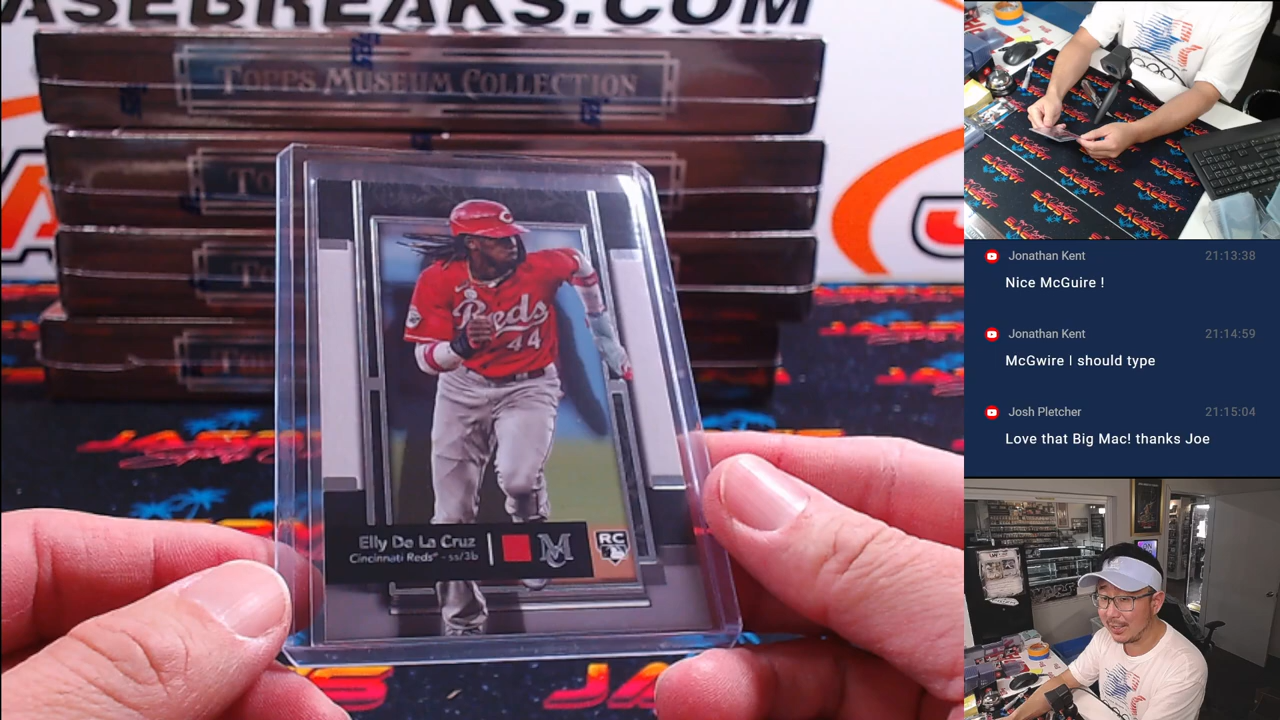 ASEBREAKS.COM
TOPPS MUSEUM COLLECTION
Reds
44
Elly De La Cruz
Cincinnati Reds® - ss/3b
M
RC
Jonathan Kent 21:13:38
Nice McGuire !
Jonathan Kent 21:14:59
McGwire I should type
Josh Pletcher 21:15:04
Love that Big Mac! thanks Joe